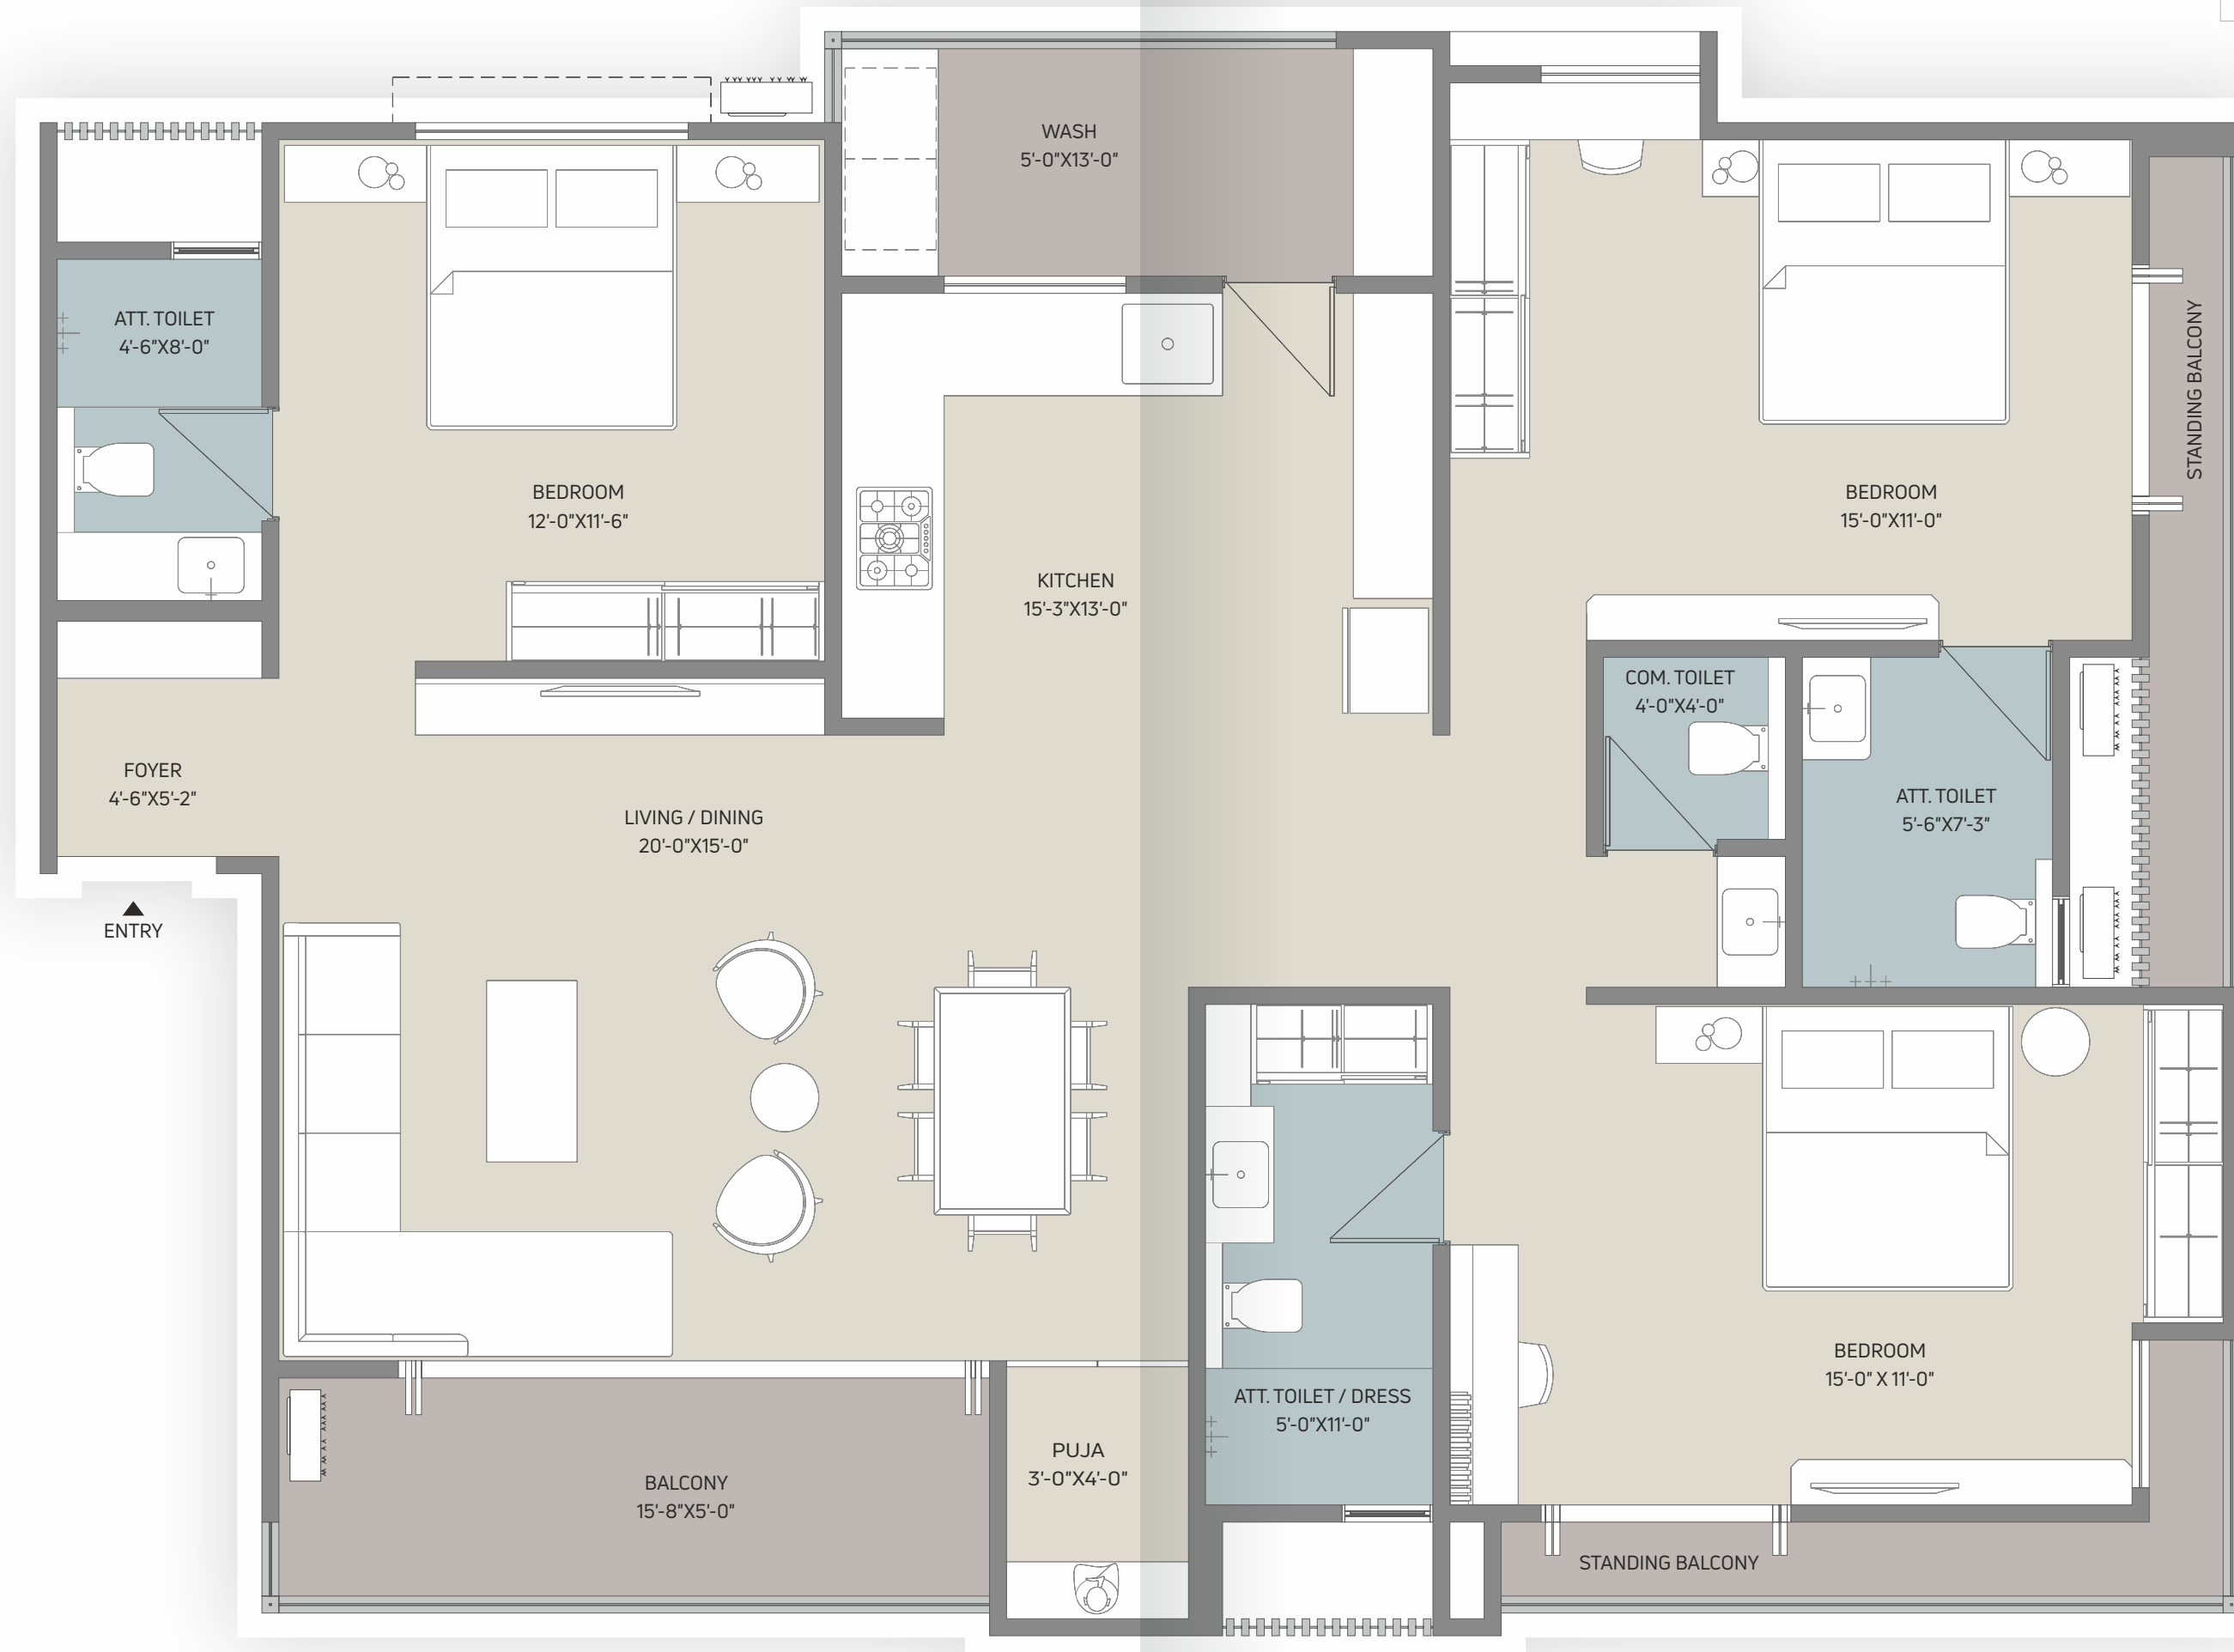 WASH
5'-0"X13'-0"
ATT. TOILET
4'-6"X8'-0"
BEDROOM
12'-0"X11'-6"
KITCHEN
15'-3"X13'-0"
BEDROOM
15'-0"X11'-0"
STANDING BALCONY
COM. TOILET
4'-0"X4'-0"
ATT. TOILET
5'-6"X7'-3"
FOYER
4'-6"X5'-2"
LIVING / DINING
20'-0"X15'-0"
ENTRY
BEDROOM
15'-0" X 11'-0"
ATT. TOILET / DRESS
5'-0"X11'-0"
PUJA
3'-0"X4'-0"
BALCONY
15'-8"X5'-0"
STANDING BALCONY